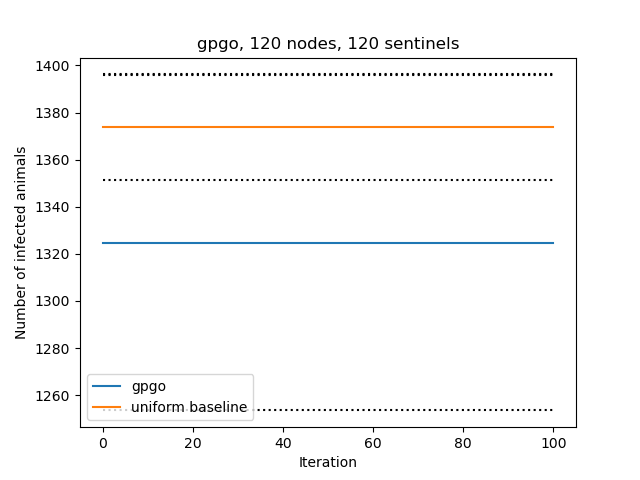 gpgo, 120 nodes, 120 sentinels
Number of infected animals
1400
1380
1360
1340
1320
1300
1280
1260
gpgo
uniform baseline
0 20 40 60 80 100
Iteration